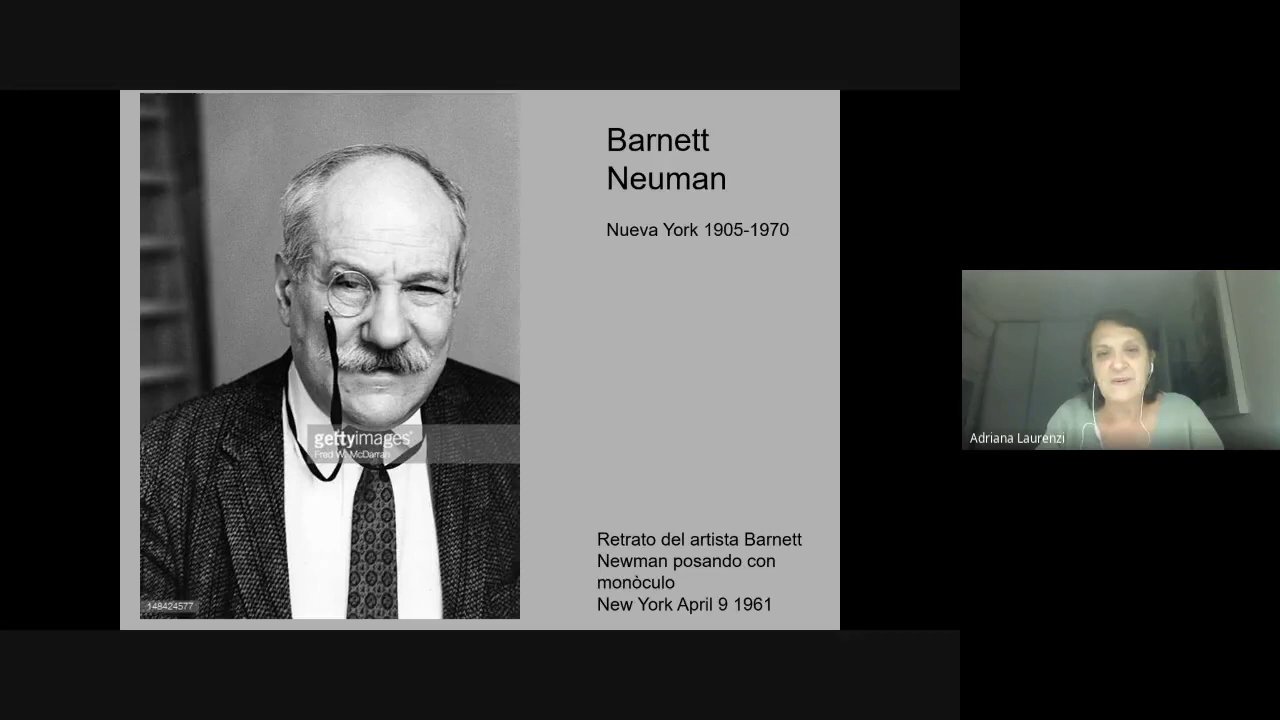 Barnett
Neuman
Nueva York 1905-1970
gettyimages®
Fred W. McDarrah
148424577
Retrato del artista Barnett
Newman posando con
monòculo
New York April 9 1961
Adriana Laurenzi